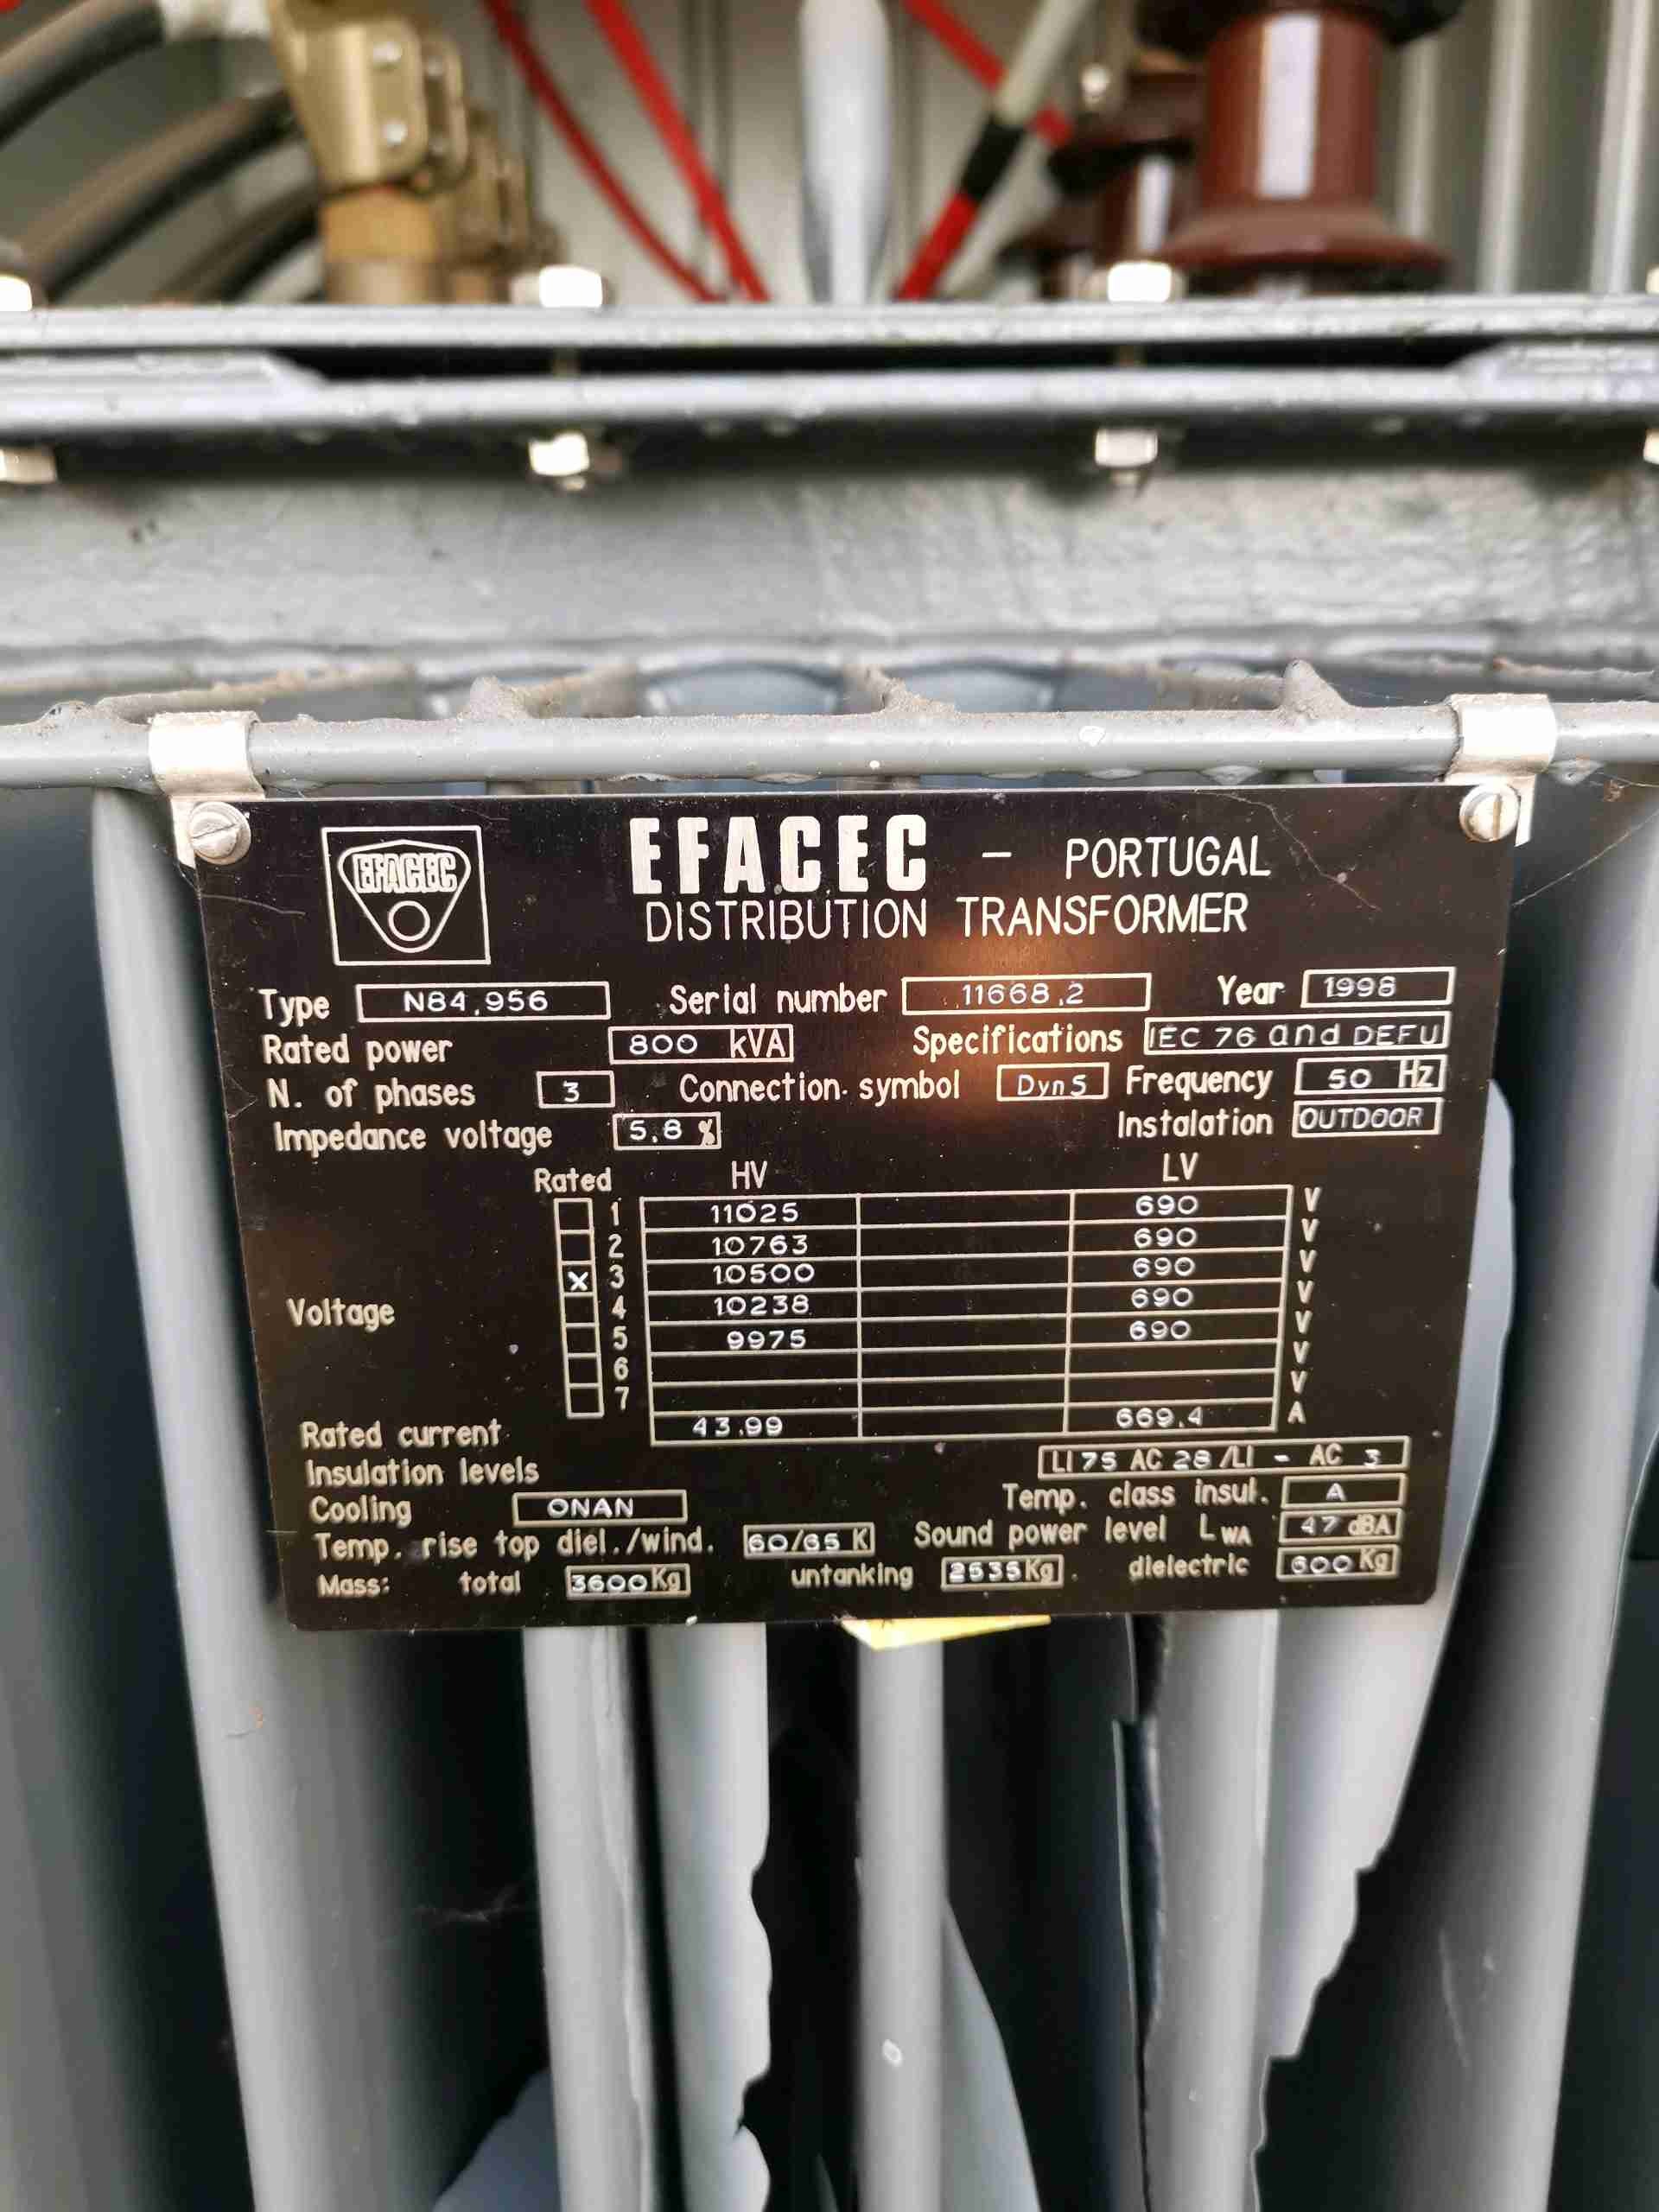 EFACEC
EFACEC - PORTUGAL
DISTRIBUTION TRANSFORMER
Type N84.956 Serial number 11668.2 Year 1998
Rated power 800 kVA Specifications IEC 76 and DEFU
N. of phases 3 Connection symbol Dyn5 Frequency 50 Hz
Impedance voltage 5.8 % Instalation OUTDOOR
Rated HV LV
1 11025 690 V
2 10763 690 V
x 3 10500 690 V
Voltage 4 10238 690 V
5 9975 690 V
6 V
7 V
Rated current 43.99 669.4 A
Insulation levels LI 75 AC 28 /LI - AC 3
Cooling ONAN Temp. class insul. A
Temp. rise top diel./wind. 60/65 K Sound power level LWA 47 dBA
Mass: total 3600 Kg untanking 2535 Kg. dielectric 600 Kg